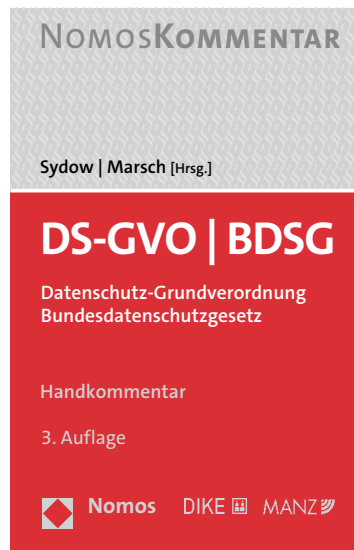 NOMOSKOMMENTAR
Sydow | Marsch [Hrsg.]
DS-GVO | BDSG
Datenschutz-Grundverordnung
Bundesdatenschutzgesetz
Handkommentar
3. Auflage
Nomos DIKE MANZ